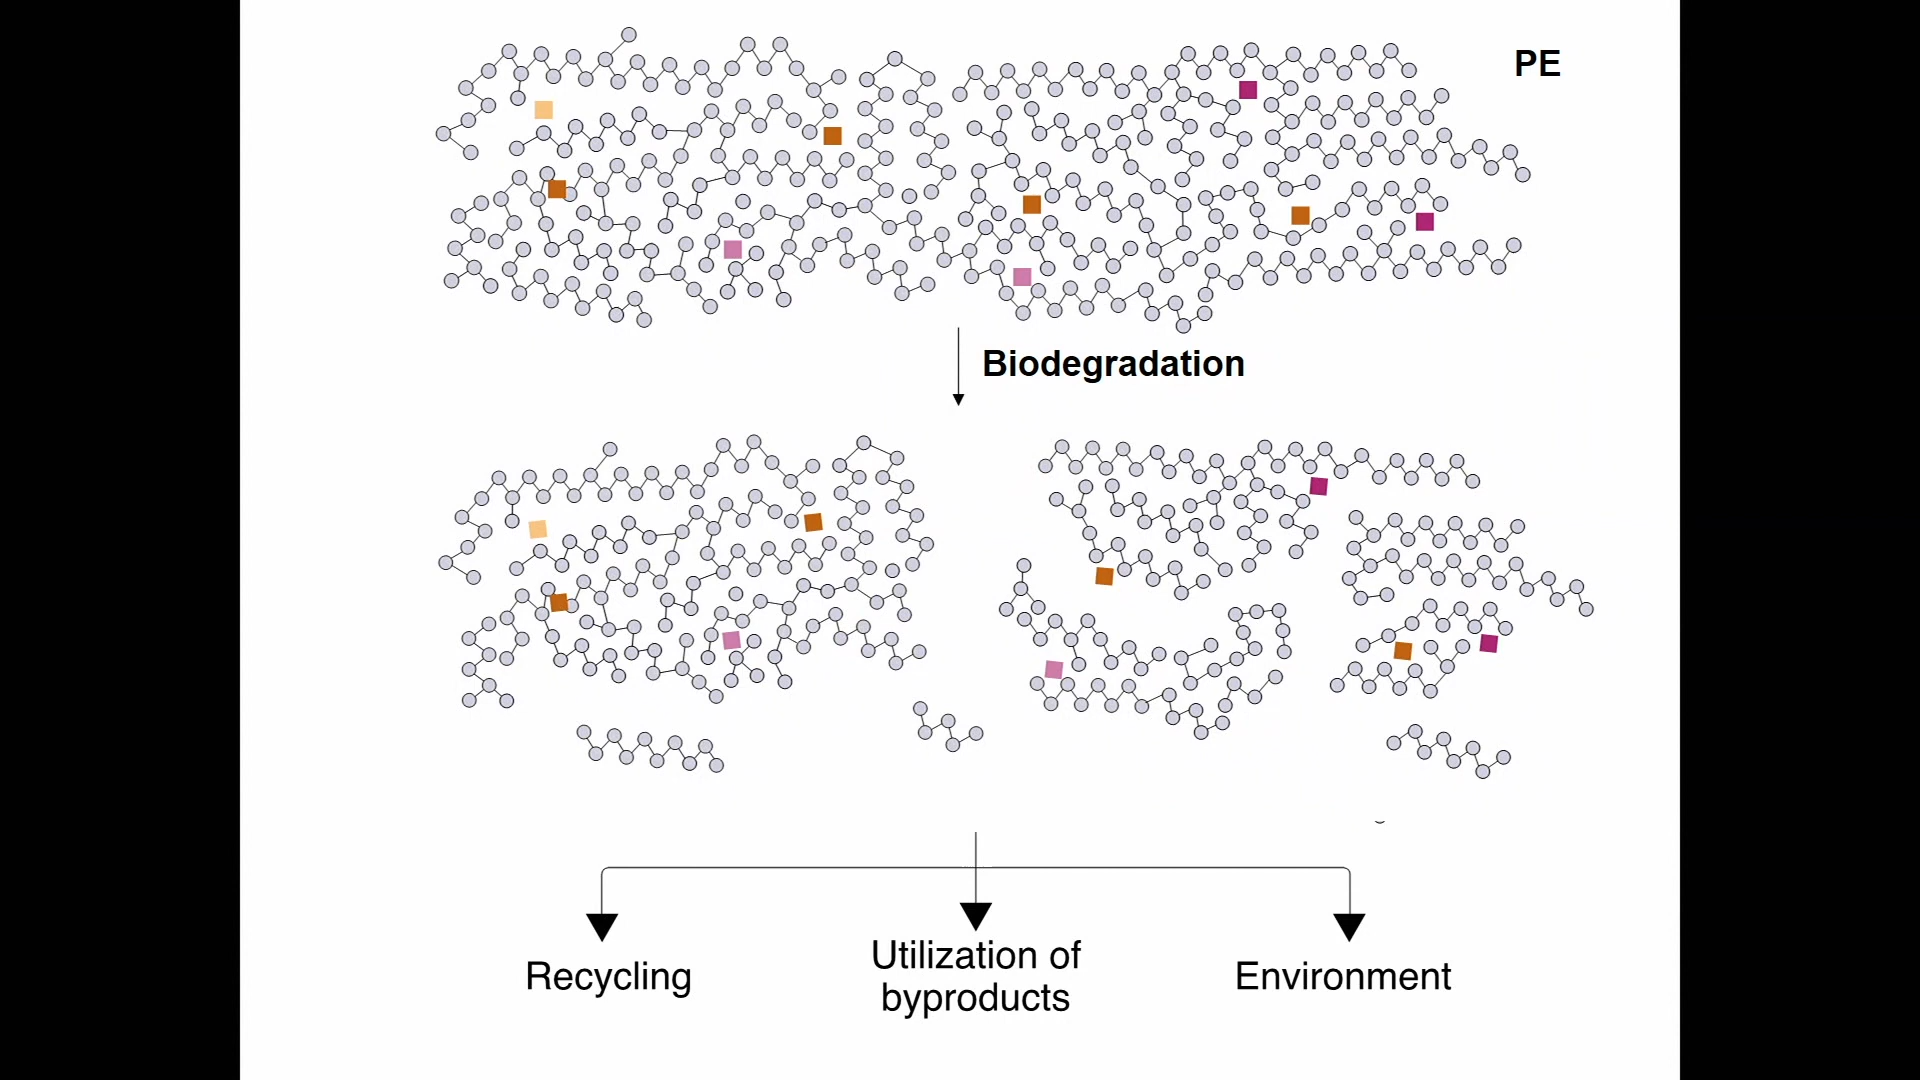 PE
Biodegradation
Recycling
Utilization of
byproducts
Environment